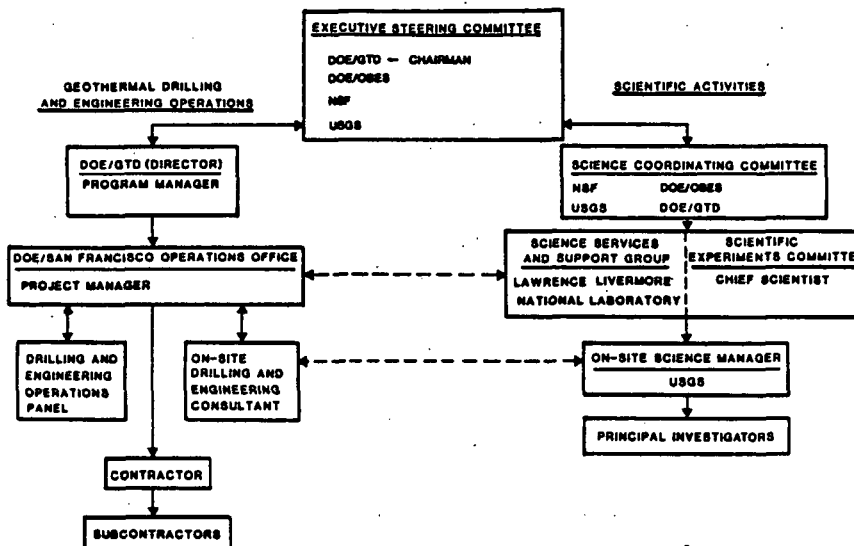 EXECUTIVE STEERING COMMITTEE
DOE/GTD — CHAIRMAN
DOE/OBES
NSF
USGS
GEOTHERMAL DRILLING
AND ENGINEERING OPERATIONS
SCIENTIFIC ACTIVITIES
DOE/GTD (DIRECTOR)
PROGRAM MANAGER
SCIENCE COORDINATING COMMITTEE
NSF DOE/OBES
USGS DOE/GTD
DOE/SAN FRANCISCO OPERATIONS OFFICE
PROJECT MANAGER
SCIENCE SERVICES
AND SUPPORT GROUP
LAWRENCE LIVERMORE
NATIONAL LABORATORY
SCIENTIFIC
EXPERIMENTS COMMITTE
CHIEF SCIENTIST
DRILLING AND
ENGINEERING
OPERATIONS
PANEL
ON-SITE
DRILLING AND
ENGINEERING
CONSULTANT
ON-SITE SCIENCE MANAGER
USGS
PRINCIPAL INVESTIGATORS
CONTRACTOR
SUBCONTRACTORS